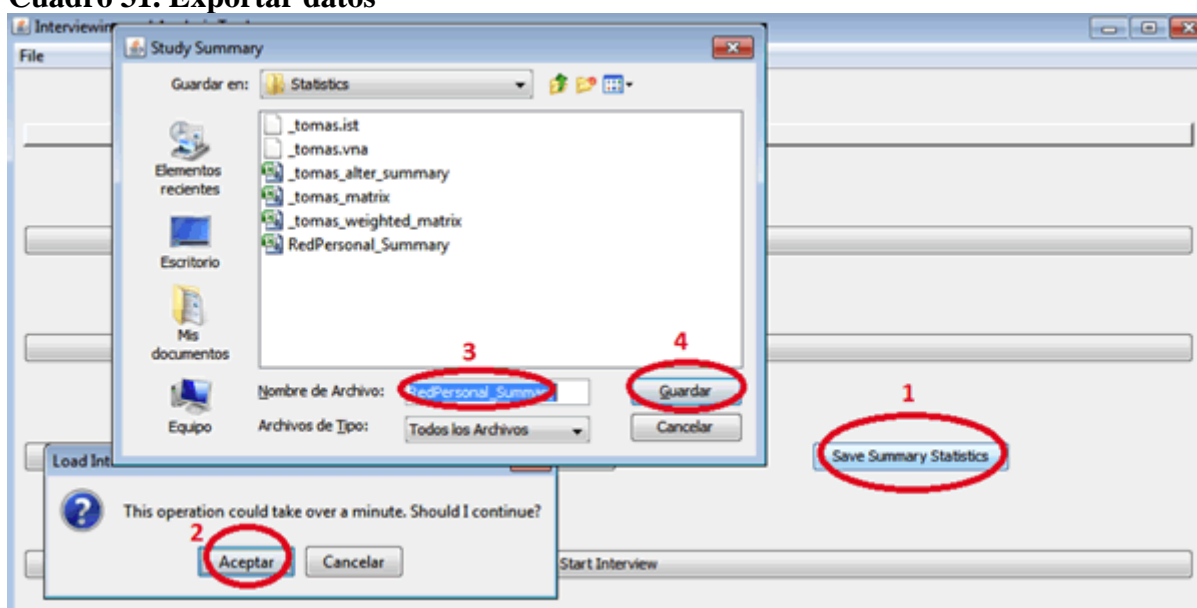 Cuadro 31. Exportar datos
Interviewin
File
Study Summary
Guardar en: Statistics
_tomas.ist
_tomas.vna
_tomas_alter_summary
_tomas_matrix
_tomas_weighted_matrix
RedPersonal_Summary
Elementos
recientes
Escritorio
Mis
documentos
Equipo
3
4
Nombre de Archivo: RedPersonal_Summar
Guardar
Archivos de Tipo: Todos los Archivos
Cancelar
1
Save Summary Statistics
Load Int
This operation could take over a minute. Should I continue?
2
Aceptar Cancelar
Start Interview